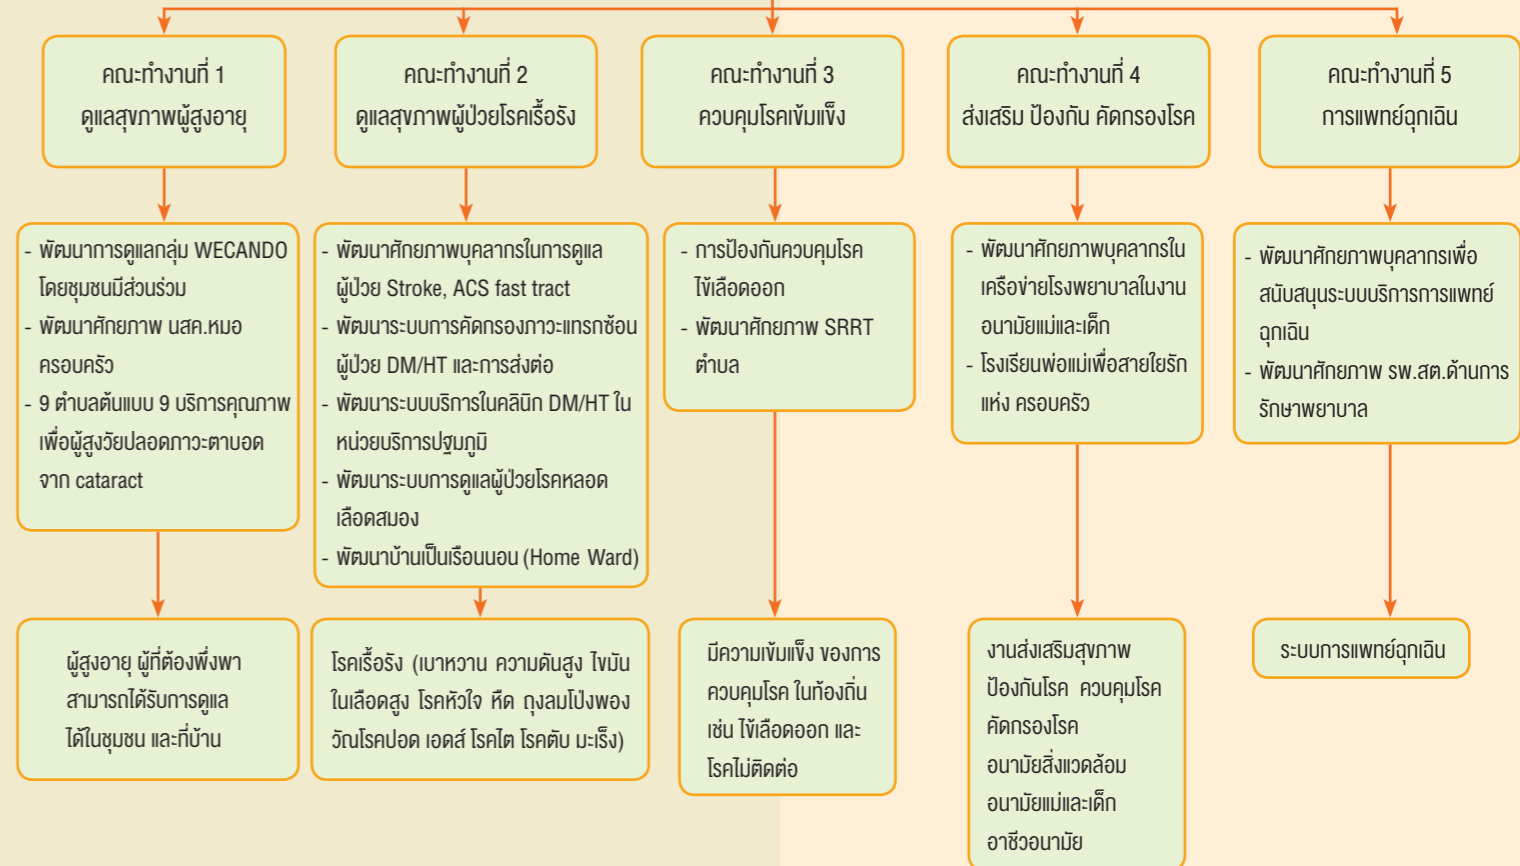 คณะทำงานที่ 1
ดูแลสุขภาพผู้สูงอายุ
คณะทำงานที่ 2
ดูแลสุขภาพผู้ป่วยโรคเรื้อรัง
คณะทำงานที่ 3
ควบคุมโรคเข้มแข็ง
คณะทำงานที่ 4
ส่งเสริม ป้องกัน คัดกรองโรค
คณะทำงานที่ 5
การแพทย์ฉุกเฉิน
- พัฒนาการดูแลกลุ่ม WECANDO
โดยชุมชนมีส่วนร่วม
- พัฒนาศักยภาพ นสค.หมอ
ครอบครัว
- 9 ตำบลต้นแบบ 9 บริการคุณภาพ
เพื่อผู้สูงวัยปลอดภาวะตาบอด
จาก cataract
- พัฒนาศักยภาพบุคลากรในการดูแล
ผู้ป่วย Stroke, ACS fast tract
- พัฒนาระบบการคัดกรองภาวะแทรกซ้อน
ผู้ป่วย DM/HT และการส่งต่อ
- พัฒนาระบบบริการในคลินิก DM/HT ใน
หน่วยบริการปฐมภูมิ
- พัฒนาระบบการดูแลผู้ป่วยโรคหลอด
เลือดสมอง
- พัฒนาบ้านเป็นเรือนนอน (Home Ward)
- การป้องกันควบคุมโรค
ไข้เลือดออก
- พัฒนาศักยภาพ SRRT
ตำบล
- พัฒนาศักยภาพบุคลากรใน
เครือข่ายโรงพยาบาลในงาน
อนามัยแม่และเด็ก
- โรงเรียนพ่อแม่เพื่อสายใยรัก
แห่ง ครอบครัว
- พัฒนาศักยภาพบุคลากรเพื่อ
สนับสนุนระบบบริการการแพทย์
ฉุกเฉิน
- พัฒนาศักยภาพ รพ.สต.ด้านการ
รักษาพยาบาล
ผู้สูงอายุ ผู้ที่ต้องพึ่งพา
สามารถได้รับการดูแล
ได้ในชุมชน และที่บ้าน
โรคเรื้อรัง (เบาหวาน ความดันสูง ไขมัน
ในเลือดสูง โรคหัวใจ หืด ถุงลมโป่งพอง
วัณโรคปอด เอดส์ โรคไต โรคตับ มะเร็ง)
มีความเข้มแข็ง ของการ
ควบคุมโรค ในท้องถิ่น
เช่น ไข้เลือดออก และ
โรคไม่ติดต่อ
งานส่งเสริมสุขภาพ
ป้องกันโรค ควบคุมโรค
คัดกรองโรค
อนามัยสิ่งแวดล้อม
อนามัยแม่และเด็ก
อาชีวอนามัย
ระบบการแพทย์ฉุกเฉิน